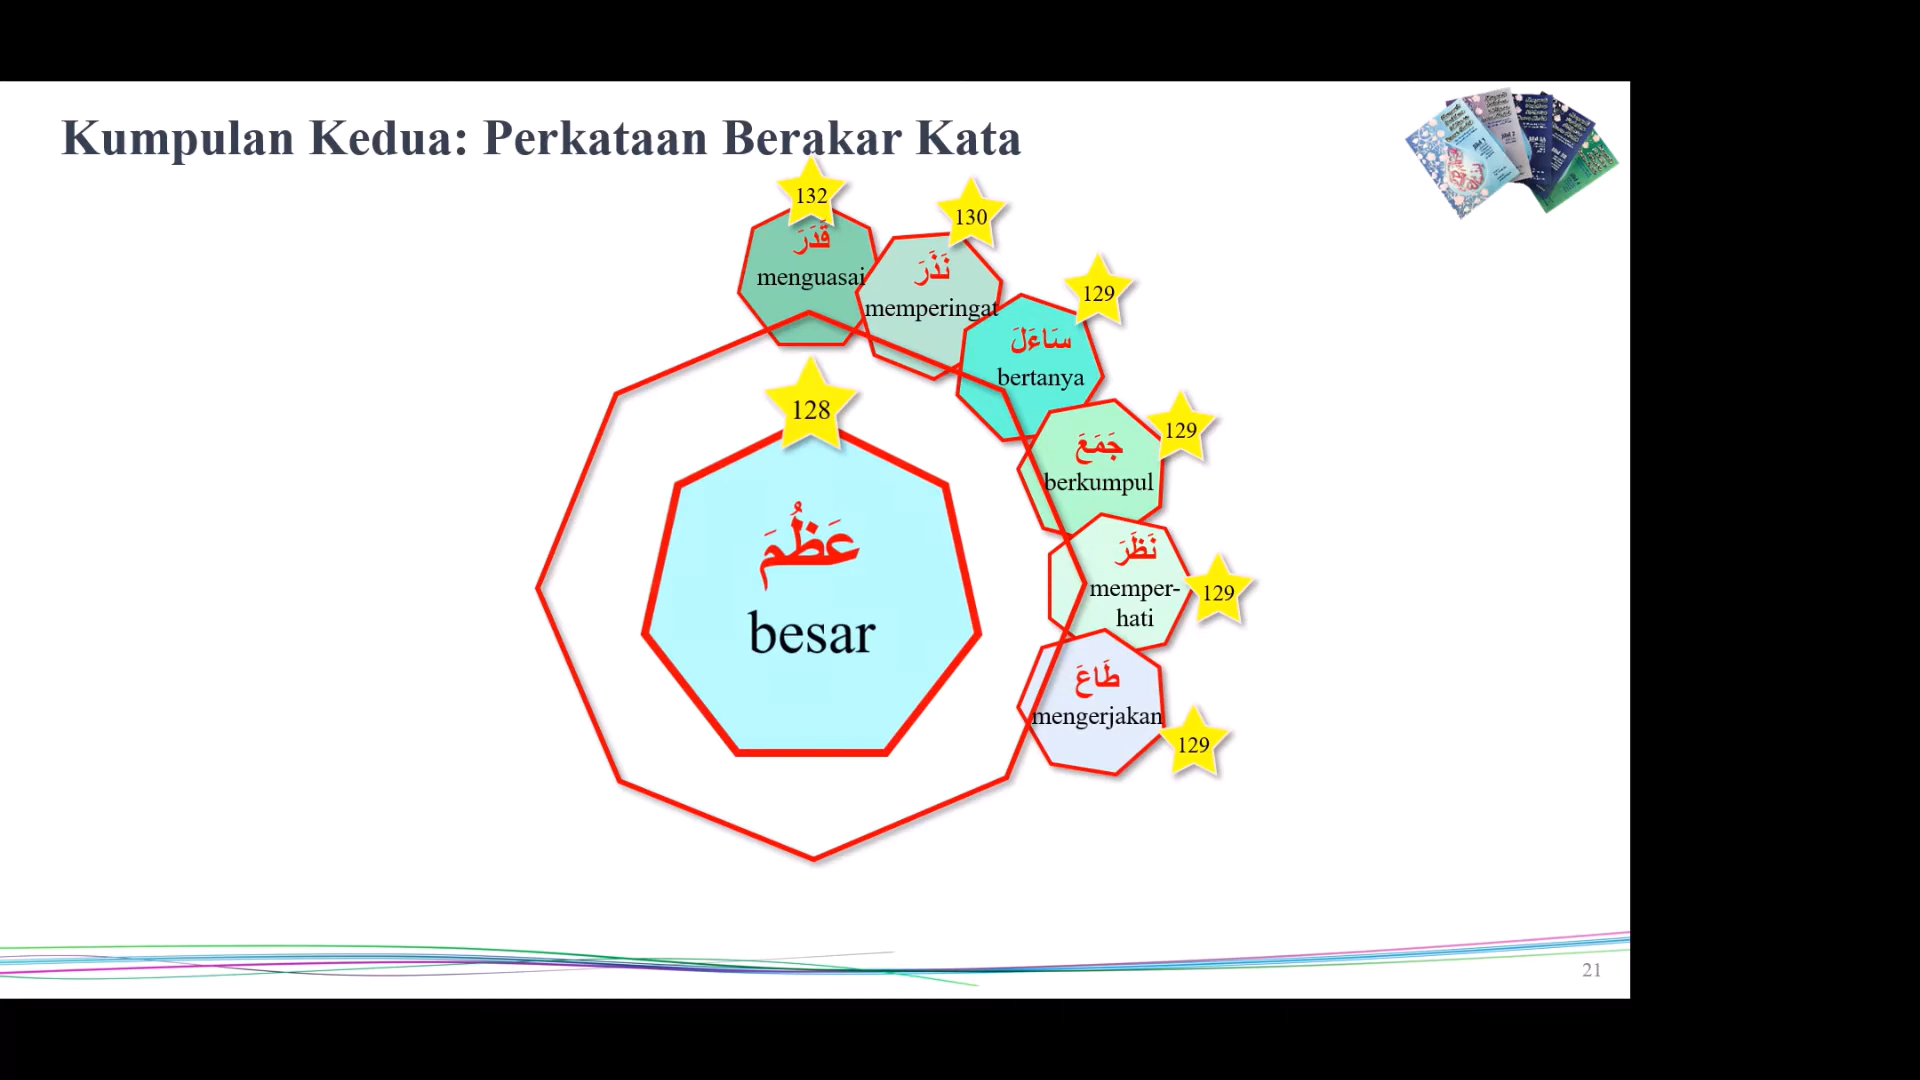 Kumpulan Kedua: Perkataan Berakar Kata
132
قَدَرَ
menguasai
130
نَذَرَ
memperingat
129
سَاءَلَ
bertanya
129
جَمَعَ
berkumpul
129
نَظَرَ
memper-
hati
129
طَاعَ
mengerjakan
128
عَظُمَ
besar
21